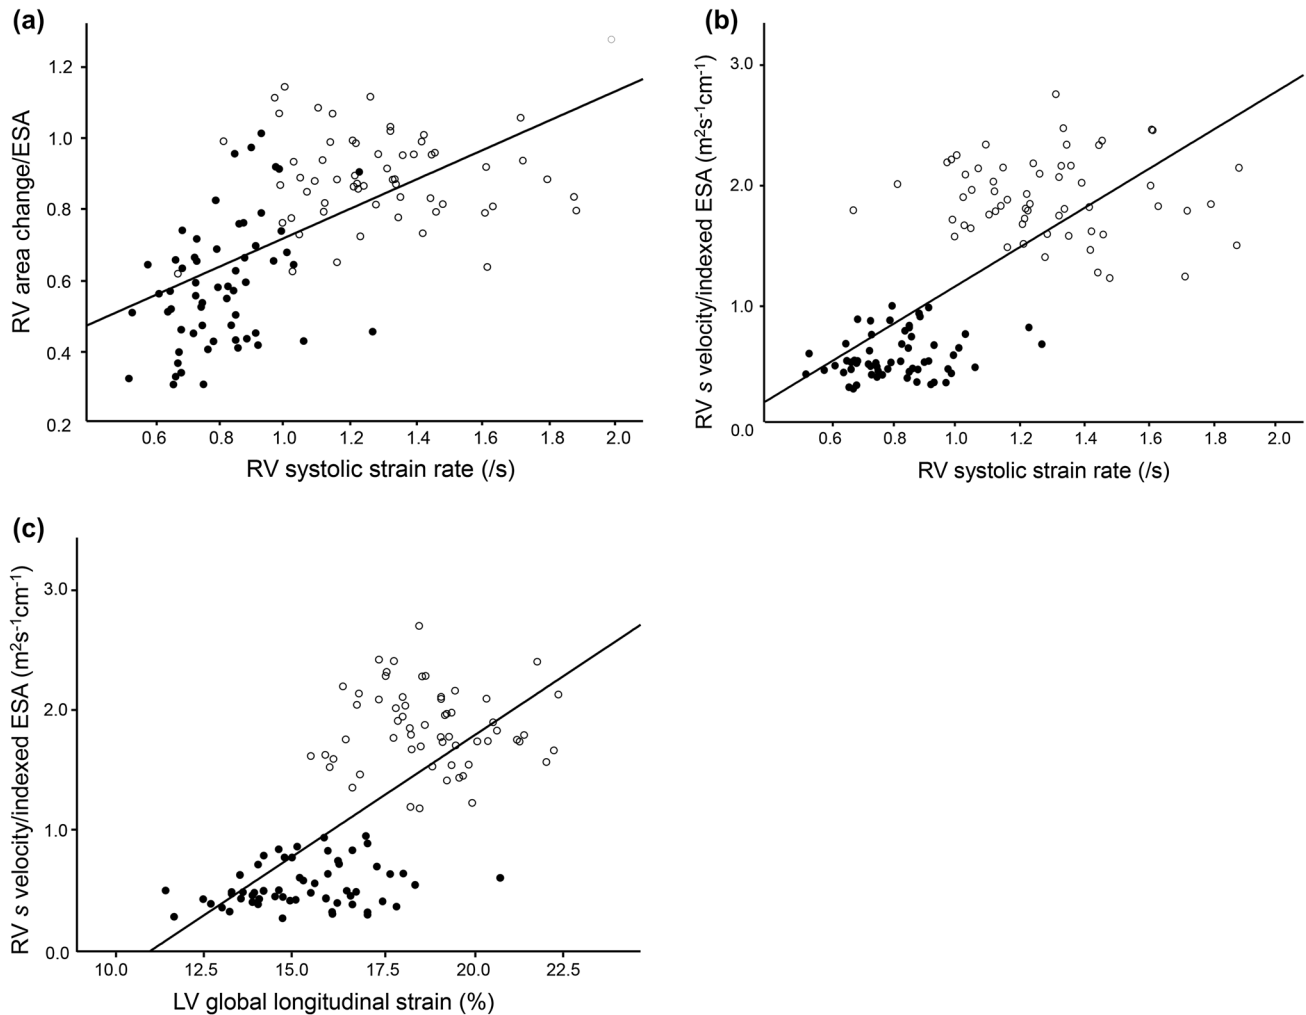 (a)
RV area change/ESA
1.2
1.0
0.8
0.6
0.4
0.2
0.6 0.8 1.0 1.2 1.4 1.6 1.8 2.0
RV systolic strain rate (/s)
(b)
RV s velocity/indexed ESA (m²s⁻¹cm⁻¹)
3.0
2.0
1.0
0.0
0.6 0.8 1.0 1.2 1.4 1.6 1.8 2.0
RV systolic strain rate (/s)
(c)
RV s velocity/indexed ESA (m²s⁻¹cm⁻¹)
3.0
2.0
1.0
0.0
10.0 12.5 15.0 17.5 20.0 22.5
LV global longitudinal strain (%)